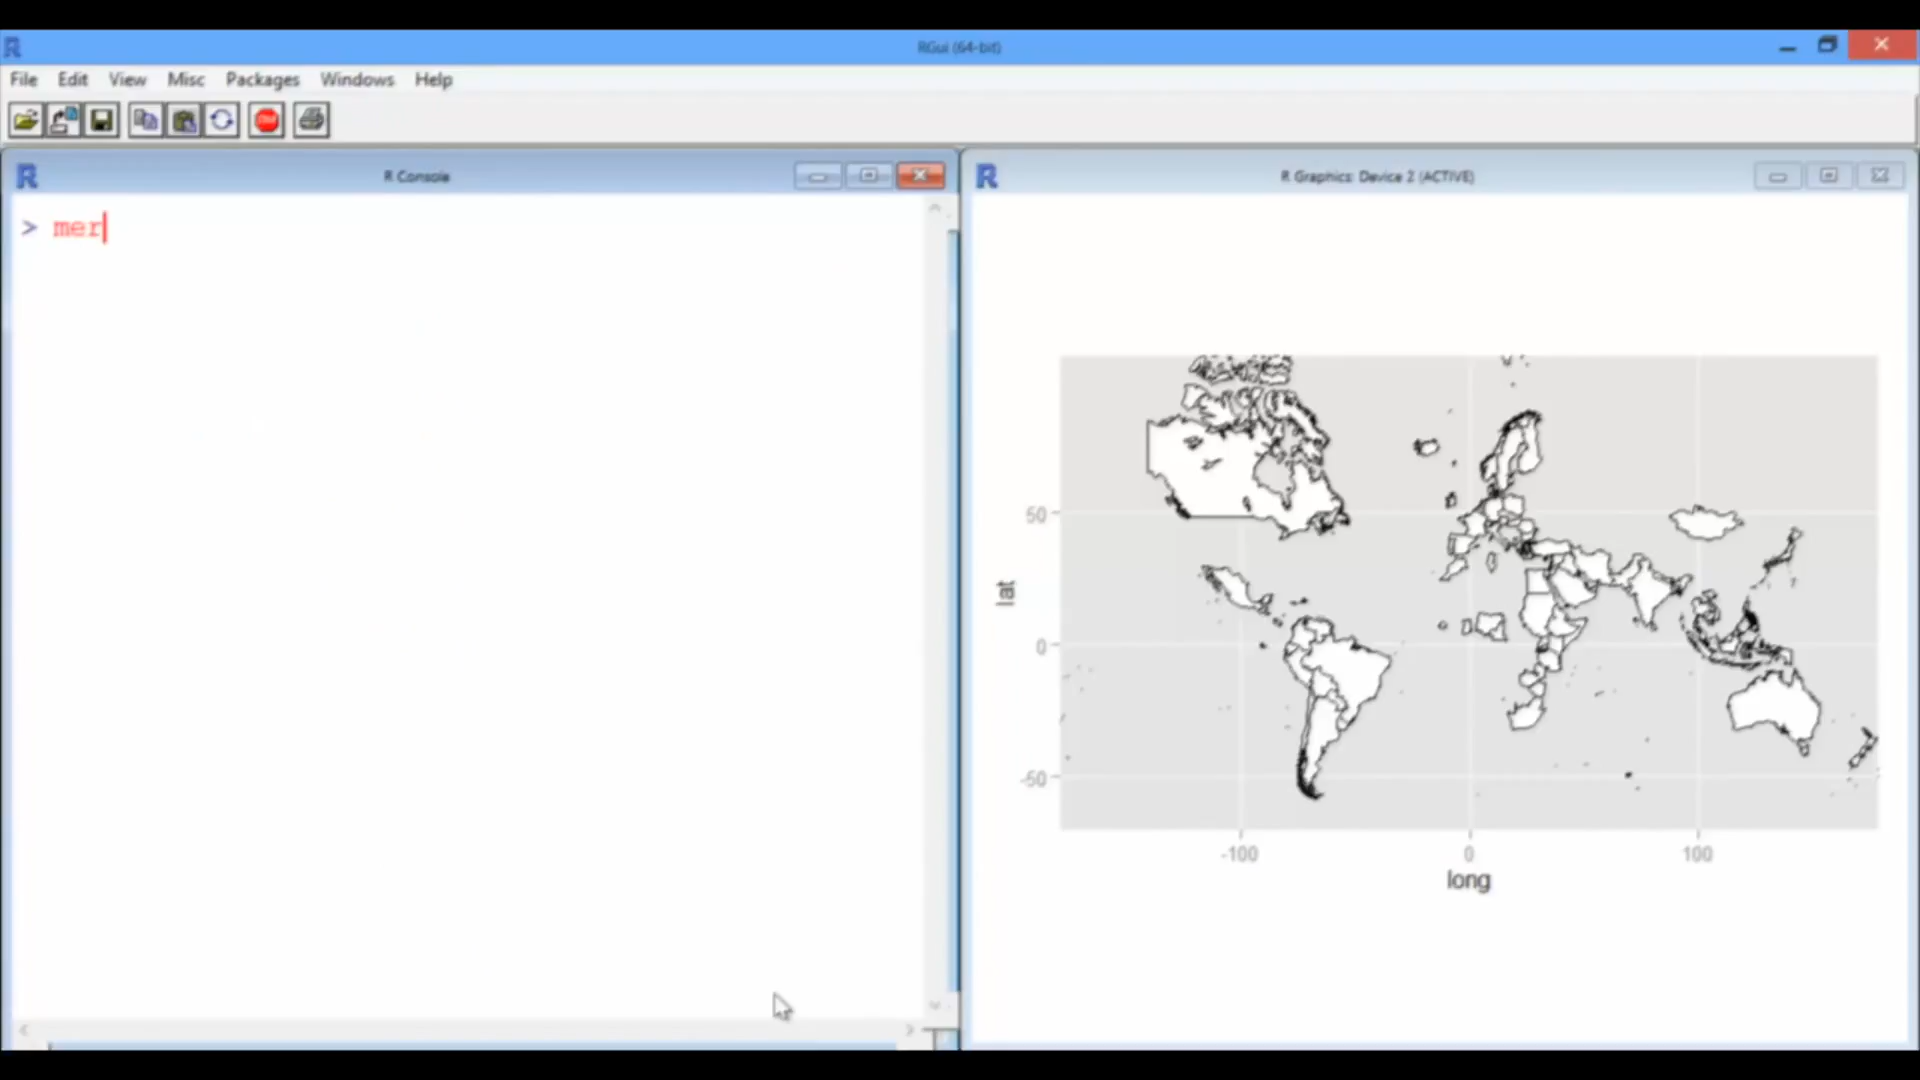 RGui (64-bit)
File Edit View Misc Packages Windows Help
R Console
> mer
R Graphics: Device 2 (ACTIVE)
50
0
-50
lat
-100 0 100
long